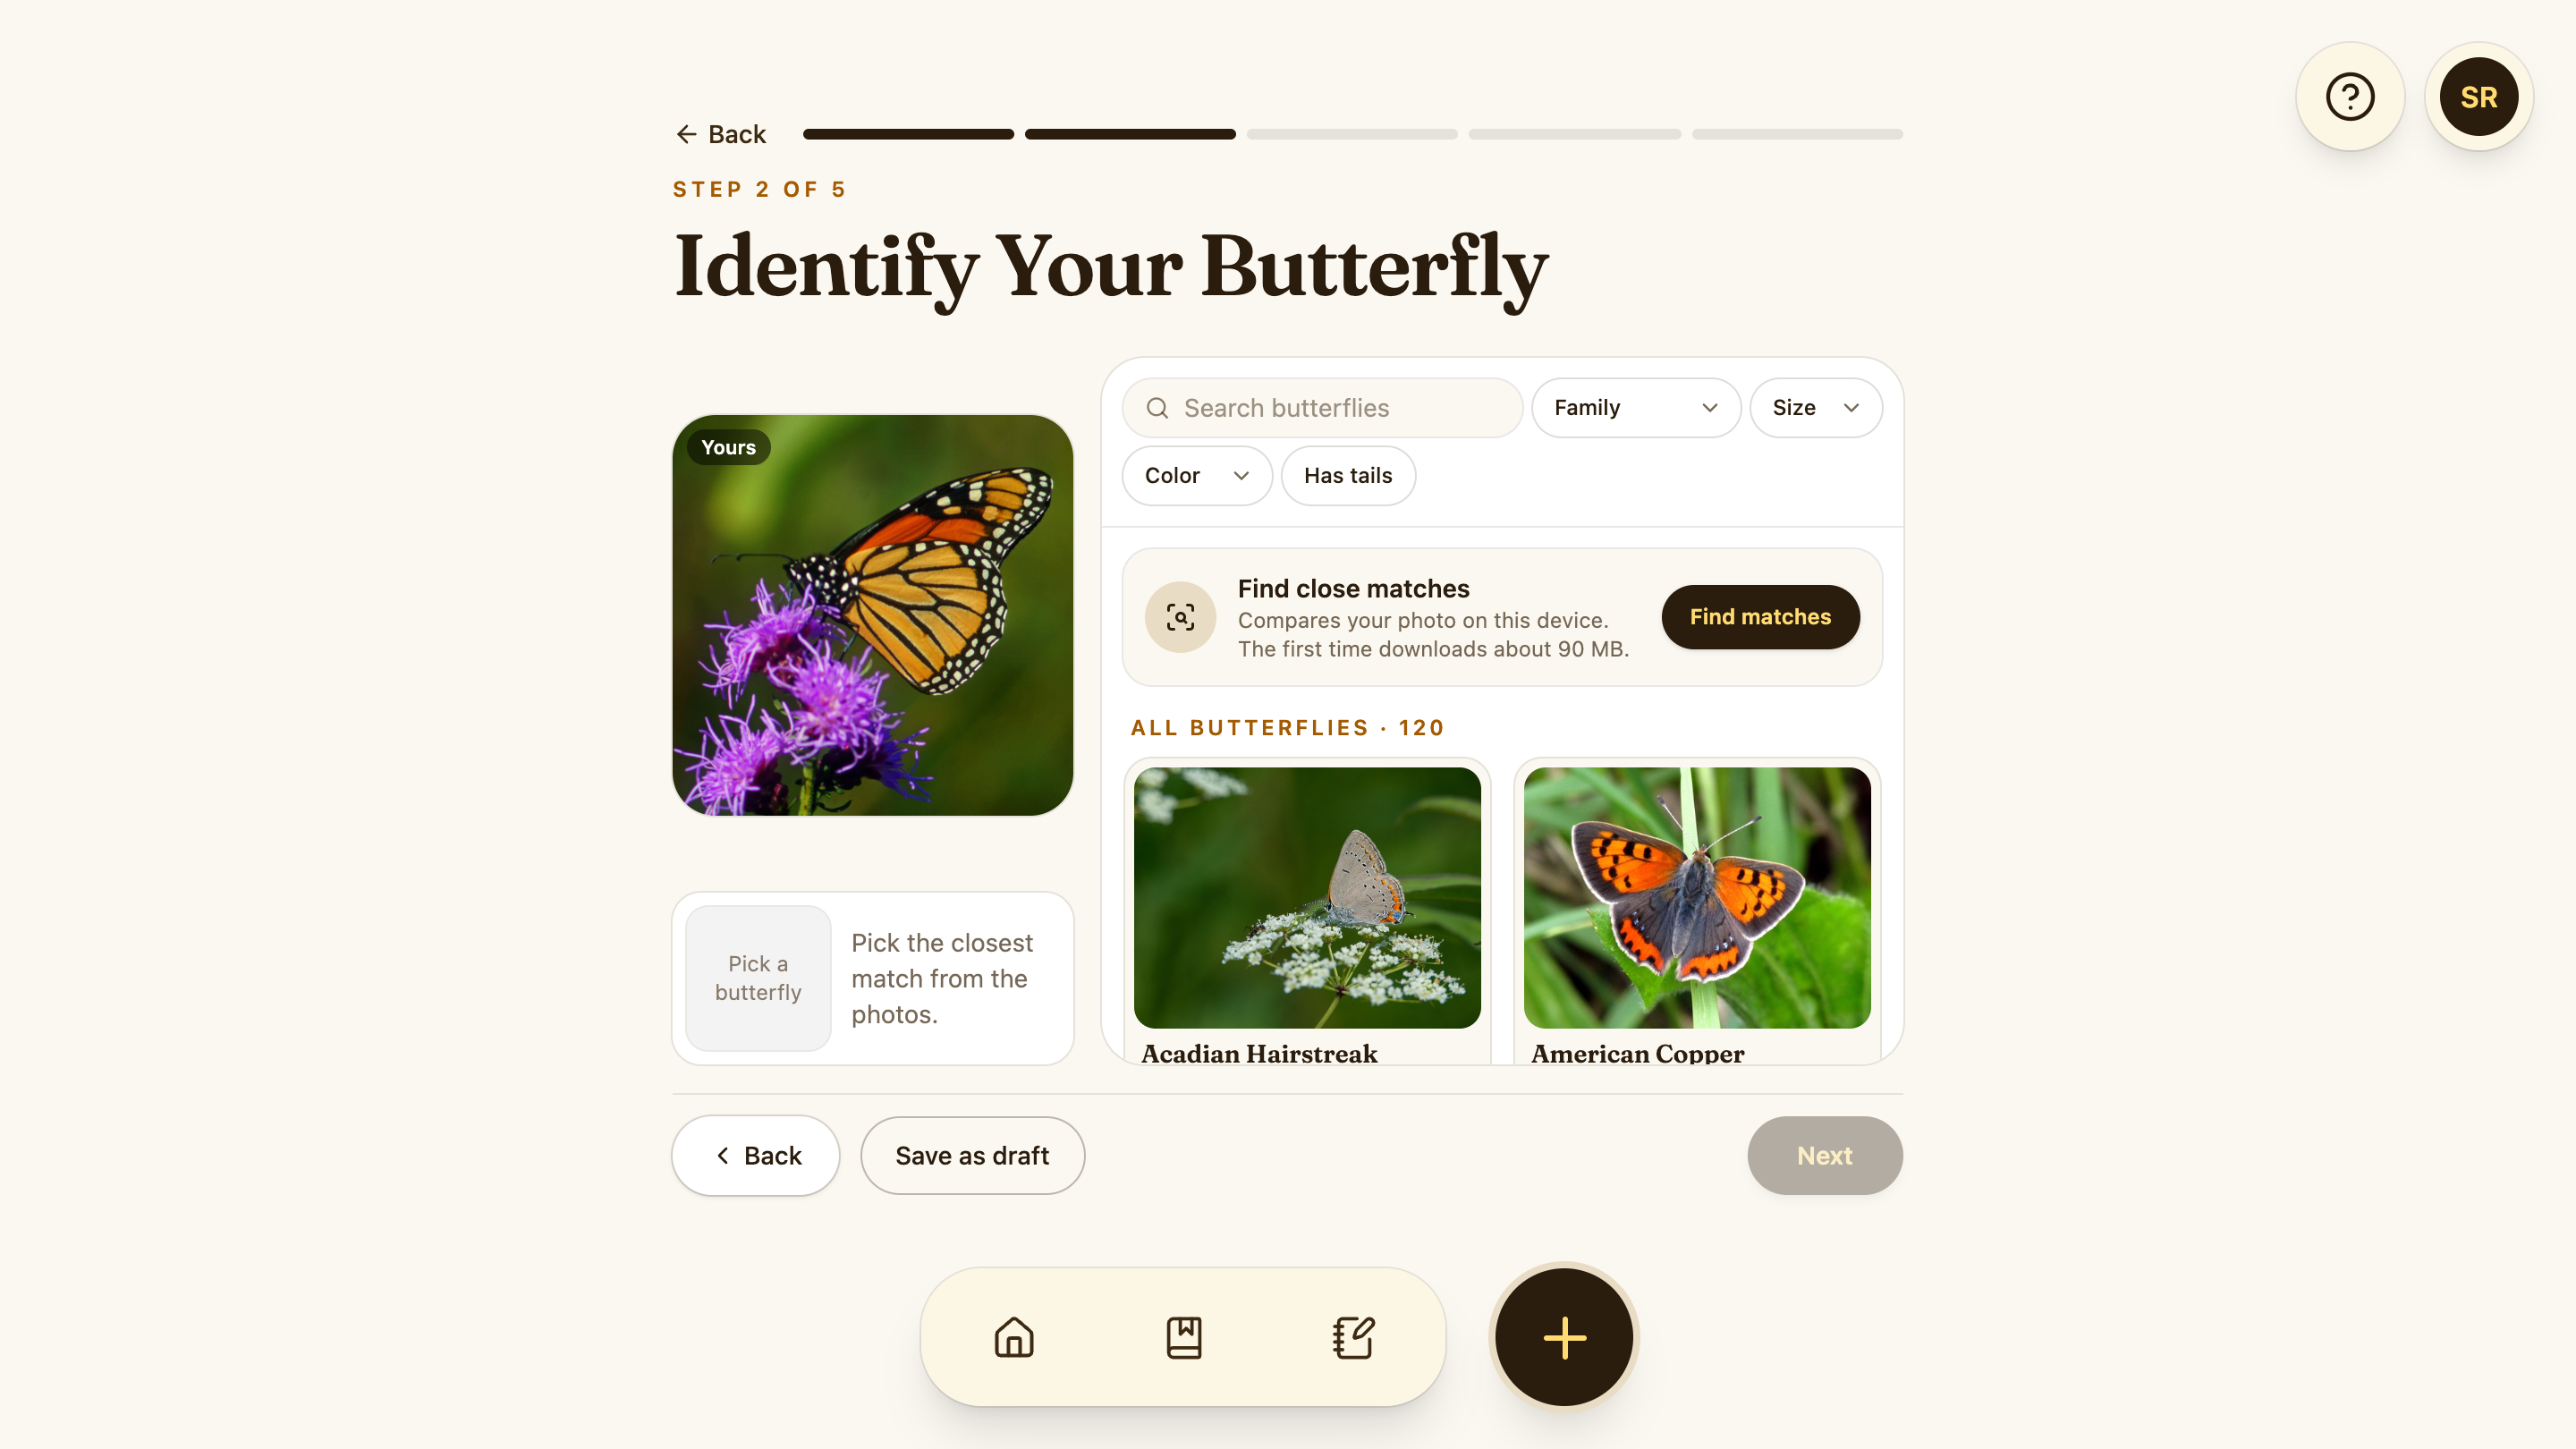 SR
Back
STEP 2 OF 5
Identify Your Butterfly
Yours
Search butterflies
Family
Size
Color
Has tails
Find close matches
Compares your photo on this device.
The first time downloads about 90 MB.
Find matches
ALL BUTTERFLIES · 120
Acadian Hairstreak
American Copper
Pick a
butterfly
Pick the closest
match from the
photos.
Back
Save as draft
Next